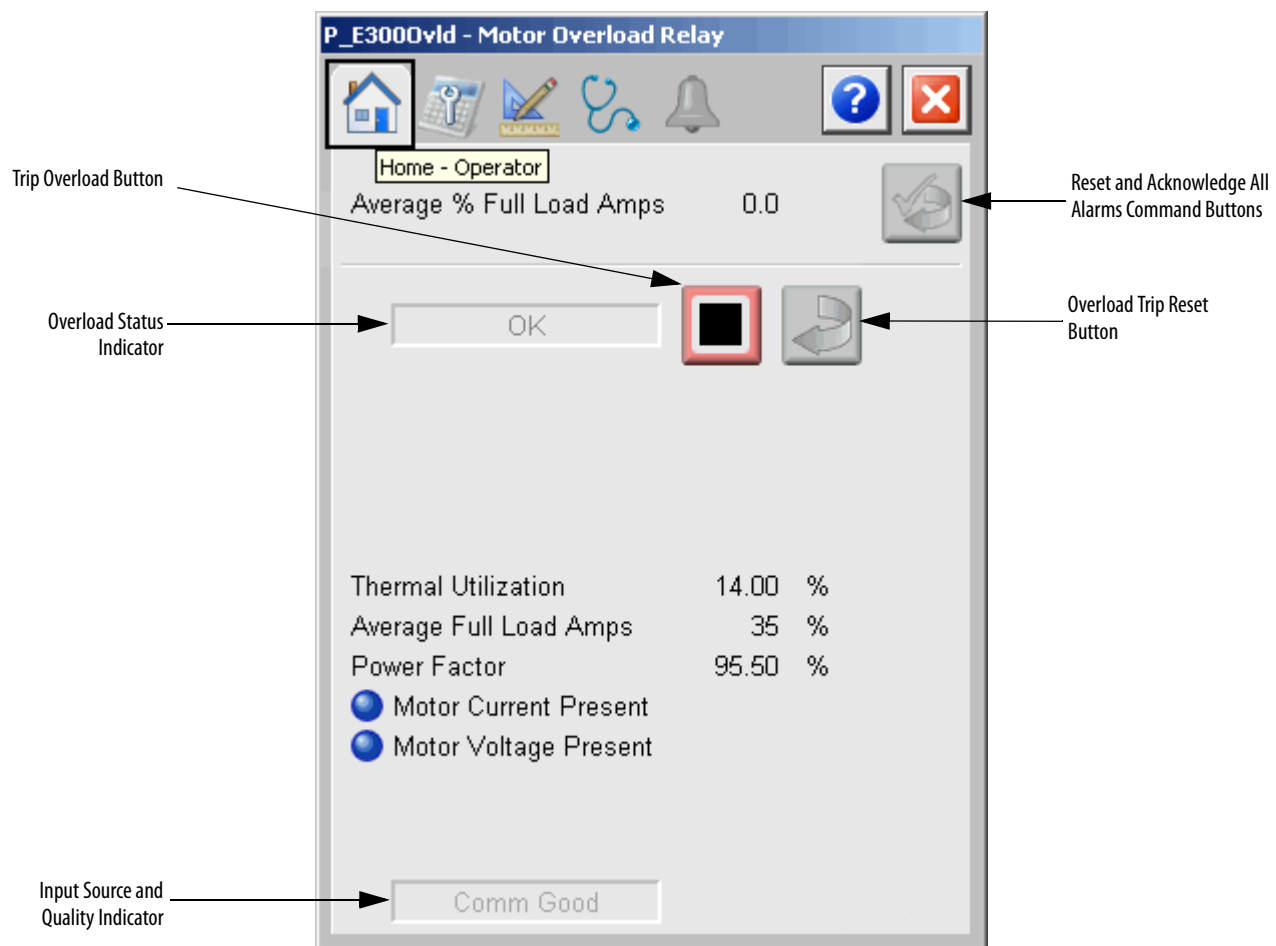 P_E300Ovld - Motor Overload Relay
Home - Operator
Trip Overload Button
Average % Full Load Amps 0.0
Reset and Acknowledge All
Alarms Command Buttons
Overload Status
Indicator
OK
Overload Trip Reset
Button
Thermal Utilization 14.00 %
Average Full Load Amps 35 %
Power Factor 95.50 %
Motor Current Present
Motor Voltage Present
Input Source and
Quality Indicator
Comm Good